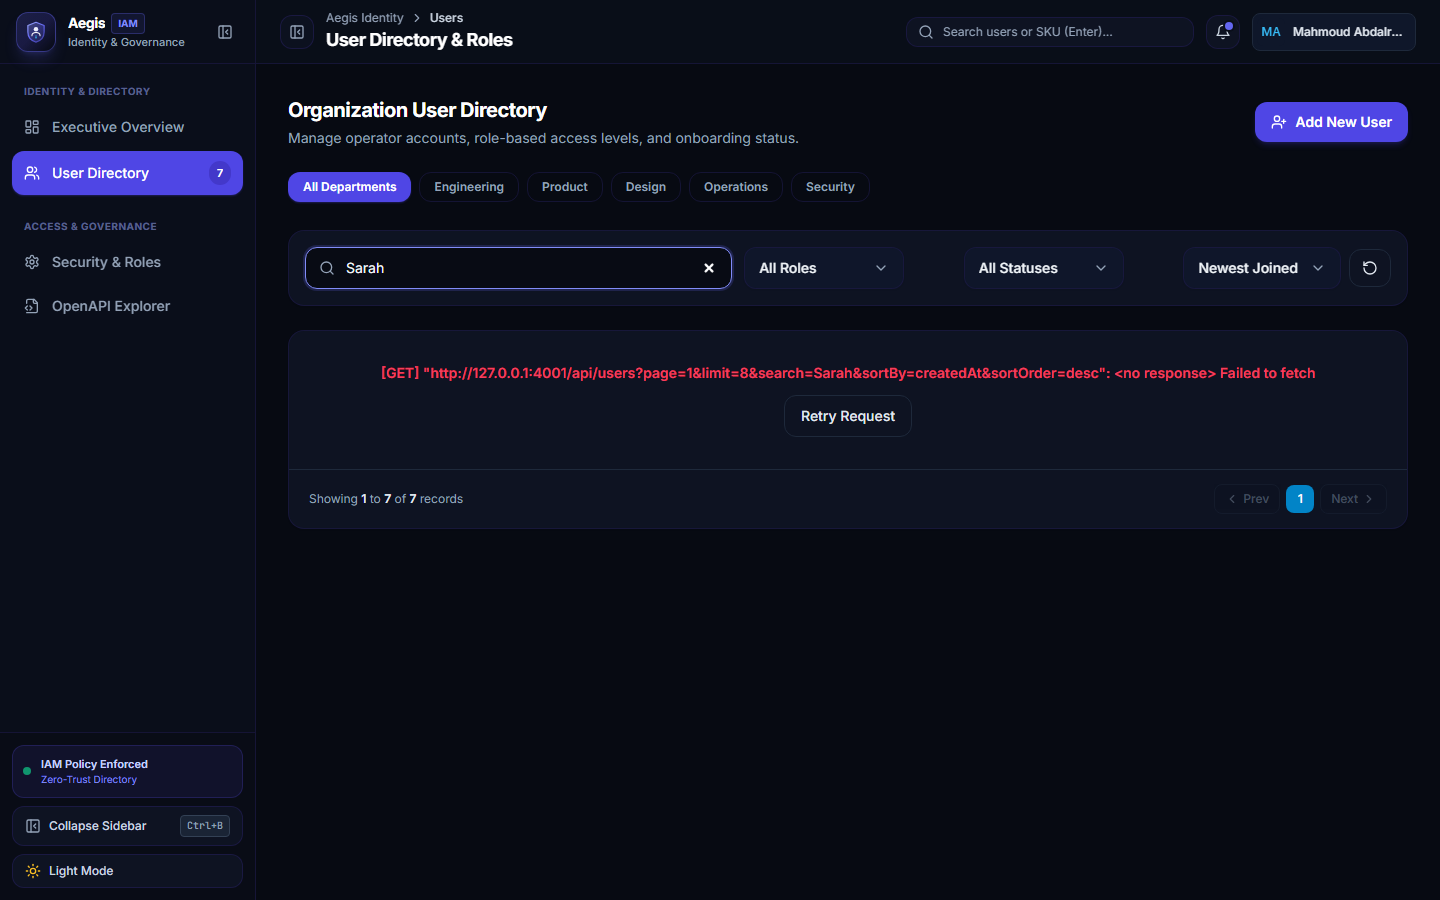 Aegis IAM
Identity & Governance
IDENTITY & DIRECTORY
Executive Overview
User Directory 7
ACCESS & GOVERNANCE
Security & Roles
OpenAPI Explorer
IAM Policy Enforced
Zero-Trust Directory
Collapse Sidebar Ctrl+B
Light Mode
Aegis Identity > Users
User Directory & Roles
Search users or SKU (Enter)...
MA Mahmoud Abdalr...
Organization User Directory
Manage operator accounts, role-based access levels, and onboarding status.
Add New User
All Departments Engineering Product Design Operations Security
Sarah All Roles All Statuses Newest Joined
[GET] "http://127.0.0.1:4001/api/users?page=1&limit=8&search=Sarah&sortBy=createdAt&sortOrder=desc": <no response> Failed to fetch
Retry Request
Showing 1 to 7 of 7 records
Prev 1 Next